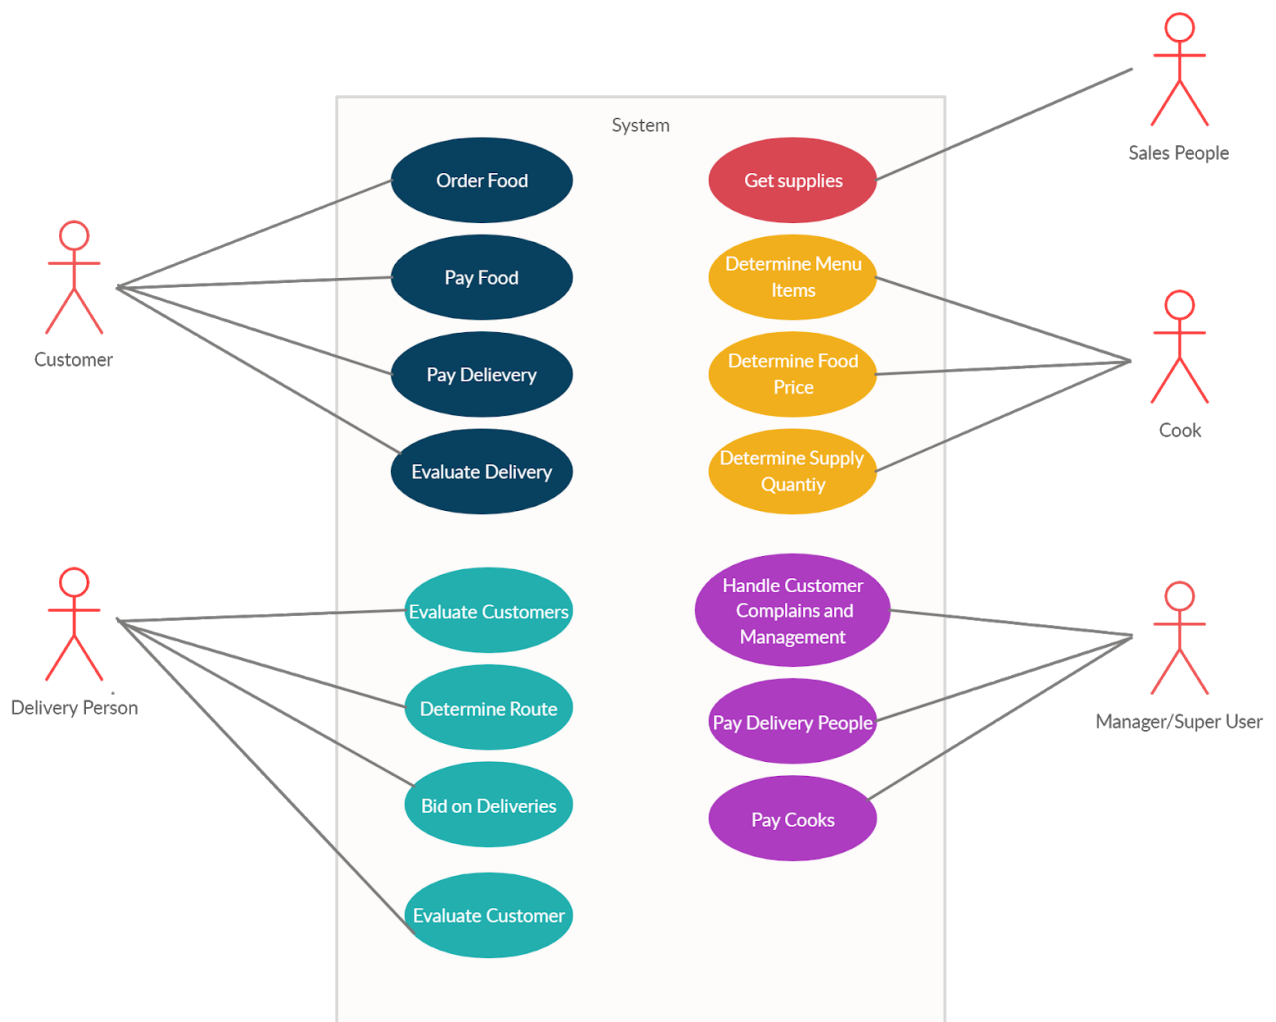 System
Order Food
Pay Food
Pay Delievery
Evaluate Delivery
Customer
Evaluate Customers
Determine Route
Bid on Deliveries
Evaluate Customer
Delivery Person
Get supplies
Sales People
Determine Menu
Items
Determine Food
Price
Determine Supply
Quantiy
Cook
Handle Customer
Complains and
Management
Pay Delivery People
Pay Cooks
Manager/Super User